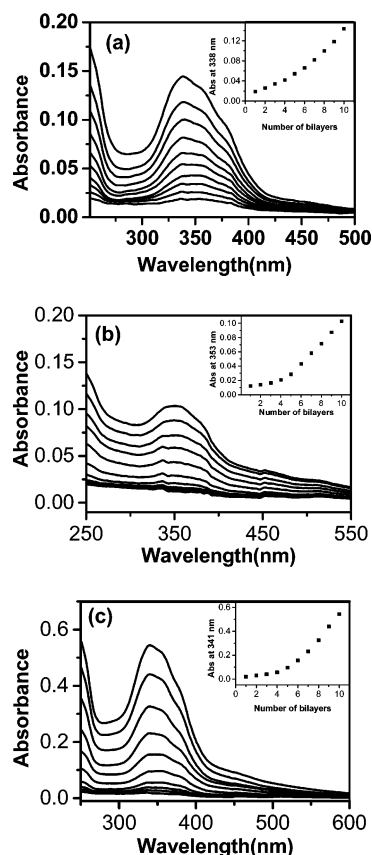 (a)
Absorbance
0.20
0.15
0.10
0.05
0.00
300 350 400 450 500
Wavelength(nm)
Abs at 338 nm
0.12
0.08
0.04
0.00
0 2 4 6 8 10
Number of bilayers
(b)
Absorbance
0.20
0.15
0.10
0.05
0.00
250 350 450 550
Wavelength(nm)
Abs at 353 nm
0.10
0.08
0.06
0.04
0.02
0.00
2 4 6 8 10
Number of bilayers
(c)
Absorbance
0.6
0.4
0.2
0.0
300 400 500 600
Wavelength(nm)
Abs at 341 nm
0.6
0.4
0.2
0.0
0 2 4 6 8 10
Number of bilayers